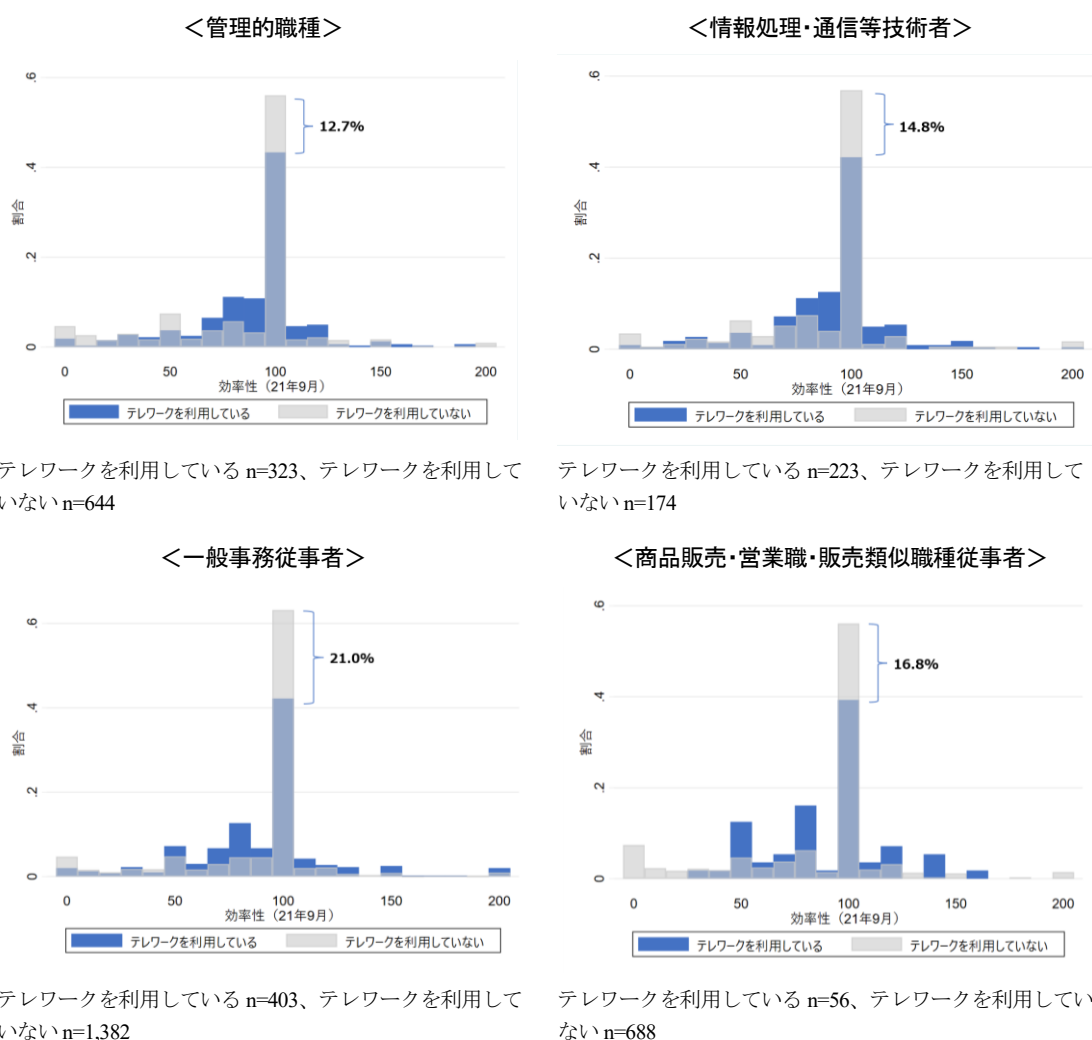 ＜管理的職種＞
.6
.4
.2
0
割合
12.7%
0 50 100 150 200
効率性（21年9月）
テレワークを利用している テレワークを利用していない
テレワークを利用している n=323、テレワークを利用して
いない n=644
＜情報処理・通信等技術者＞
.6
.4
.2
0
割合
14.8%
0 50 100 150 200
効率性（21年9月）
テレワークを利用している テレワークを利用していない
テレワークを利用している n=223、テレワークを利用して
いない n=174
＜一般事務従事者＞
.6
.4
.2
0
割合
21.0%
0 50 100 150 200
効率性（21年9月）
テレワークを利用している テレワークを利用していない
テレワークを利用している n=403、テレワークを利用して
いない n=1,382
＜商品販売・営業職・販売類似職種従事者＞
.6
.4
.2
0
割合
16.8%
0 50 100 150 200
効率性（21年9月）
テレワークを利用している テレワークを利用していない
テレワークを利用している n=56、テレワークを利用してい
ない n=688